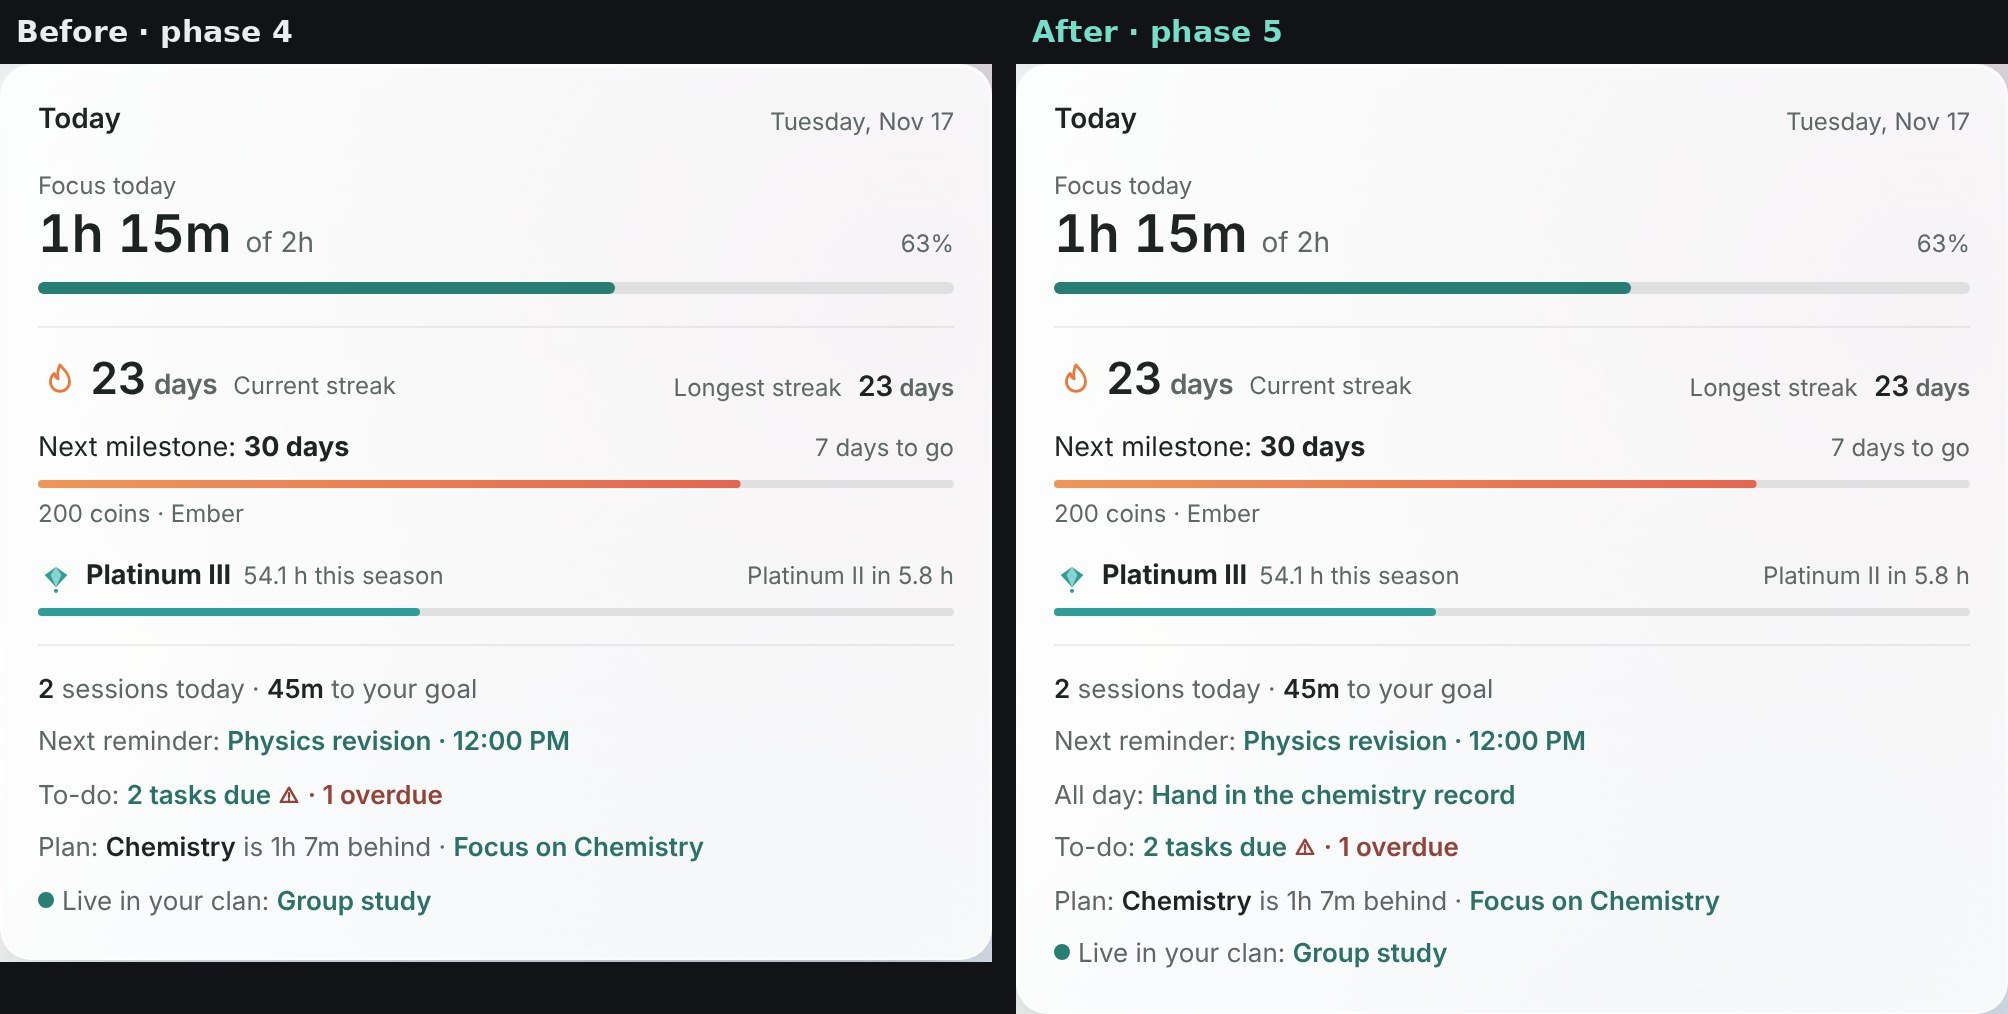 Before · phase 4
Today
Tuesday, Nov 17
Focus today
1h 15m of 2h
63%
23 days Current streak
Longest streak 23 days
Next milestone: 30 days
7 days to go
200 coins · Ember
Platinum III 54.1 h this season
Platinum II in 5.8 h
2 sessions today · 45m to your goal
Next reminder: Physics revision · 12:00 PM
To-do: 2 tasks due ⚠ · 1 overdue
Plan: Chemistry is 1h 7m behind · Focus on Chemistry
Live in your clan: Group study
After · phase 5
Today
Tuesday, Nov 17
Focus today
1h 15m of 2h
63%
23 days Current streak
Longest streak 23 days
Next milestone: 30 days
7 days to go
200 coins · Ember
Platinum III 54.1 h this season
Platinum II in 5.8 h
2 sessions today · 45m to your goal
Next reminder: Physics revision · 12:00 PM
All day: Hand in the chemistry record
To-do: 2 tasks due ⚠ · 1 overdue
Plan: Chemistry is 1h 7m behind · Focus on Chemistry
Live in your clan: Group study